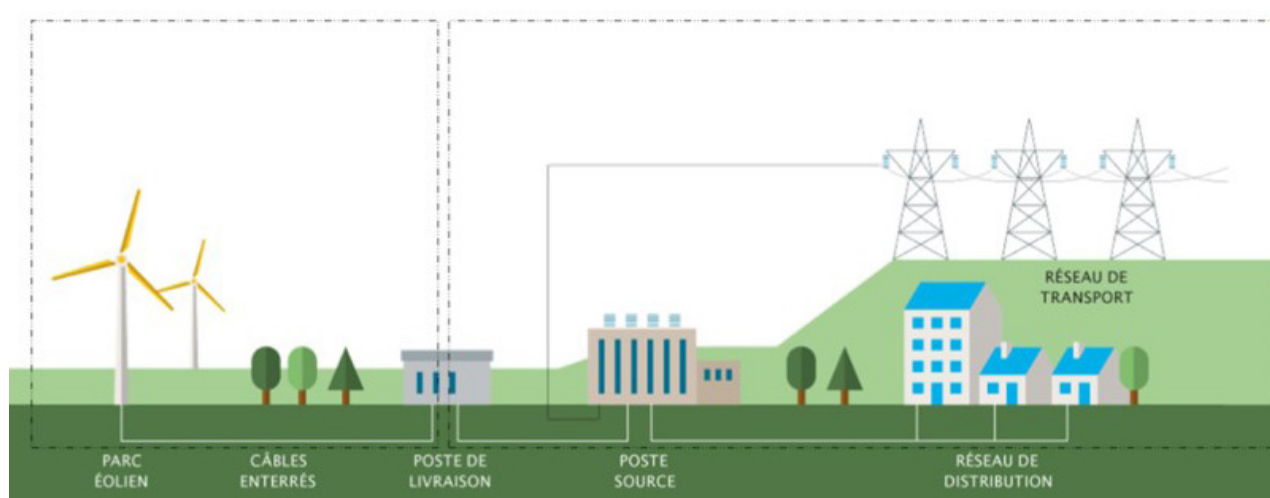 RÉSEAU DE
TRANSPORT
PARC
ÉOLIEN
CÂBLES
ENTERRÉS
POSTE DE
LIVRAISON
POSTE
SOURCE
RÉSEAU DE
DISTRIBUTION